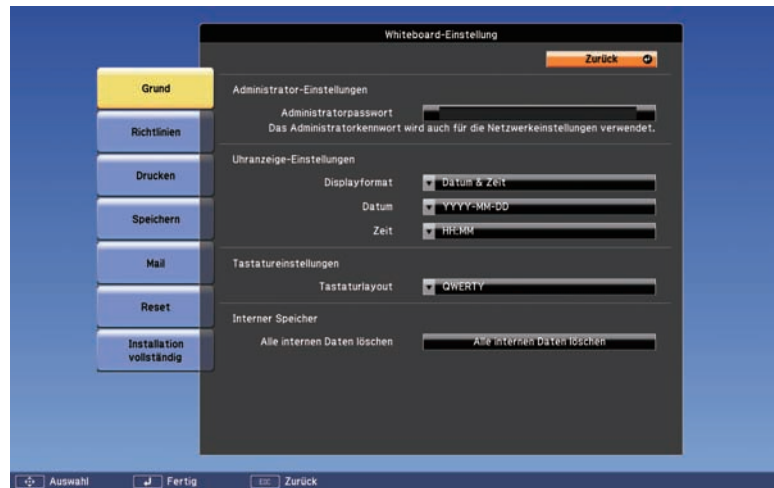 Whiteboard-Einstellung
Zurück
Grund
Richtlinien
Drucken
Speichern
Mail
Reset
Installation
vollständig
Administrator-Einstellungen
Administratorpasswort
Das Administratorkennwort wird auch für die Netzwerkeinstellungen verwendet.
Uhranzeige-Einstellungen
Displayformat Datum & Zeit
Datum YYYY-MM-DD
Zeit HH:MM
Tastatureinstellungen
Tastaturlayout QWERTY
Interner Speicher
Alle internen Daten löschen Alle internen Daten löschen
Auswahl Fertig Esc Zurück